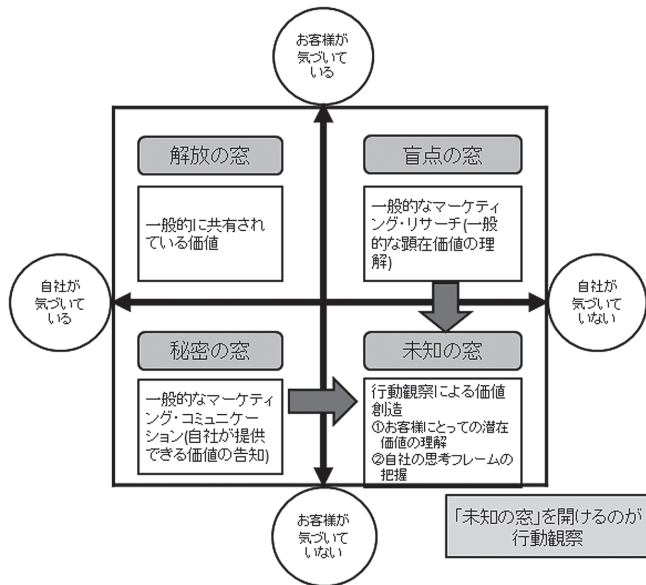 お客様が
気づいて
いる
解放の窓
盲点の窓
一般的に共有され
ている価値
一般的なマーケティ
ング・リサーチ(一般
的な顕在価値の理
解)
自社が
気づいて
いる
自社が
気づいて
いない
秘密の窓
未知の窓
一般的なマーケティ
ング・コミュニケー
ション(自社が提供
できる価値の告知)
行動観察による価値
創造
①お客様にとっての潜在
価値の理解
②自社の思考フレームの
把握
お客様が
気づいて
いない
「未知の窓」を開けるのが
行動観察